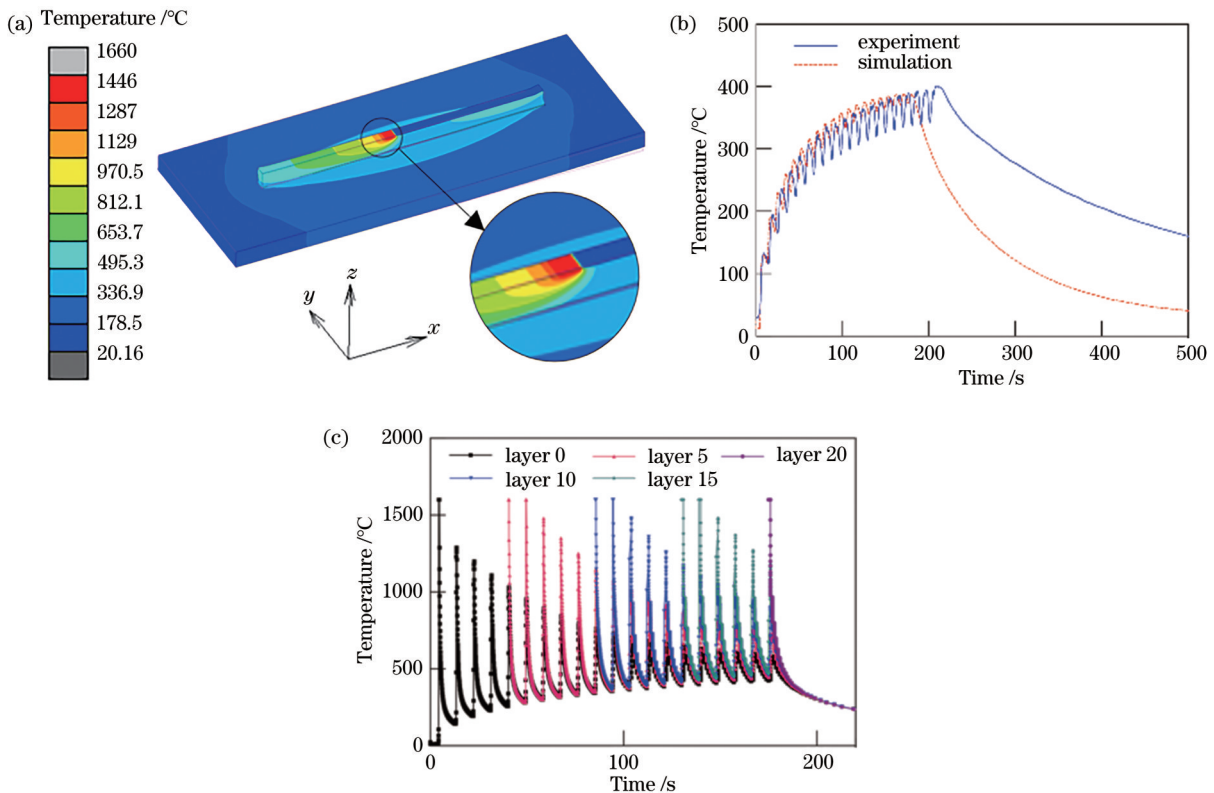 (a)
Temperature /°C
1660
1446
1287
1129
970.5
812.1
653.7
495.3
336.9
178.5
20.16
z
y
x
(b)
500
400
300
200
100
0
Temperature /°C
experiment
simulation
0
100
200
300
400
500
Time /s
(c)
2000
1500
1000
500
0
Temperature /°C
layer 0
layer 5
layer 20
layer 10
layer 15
0
100
200
Time /s